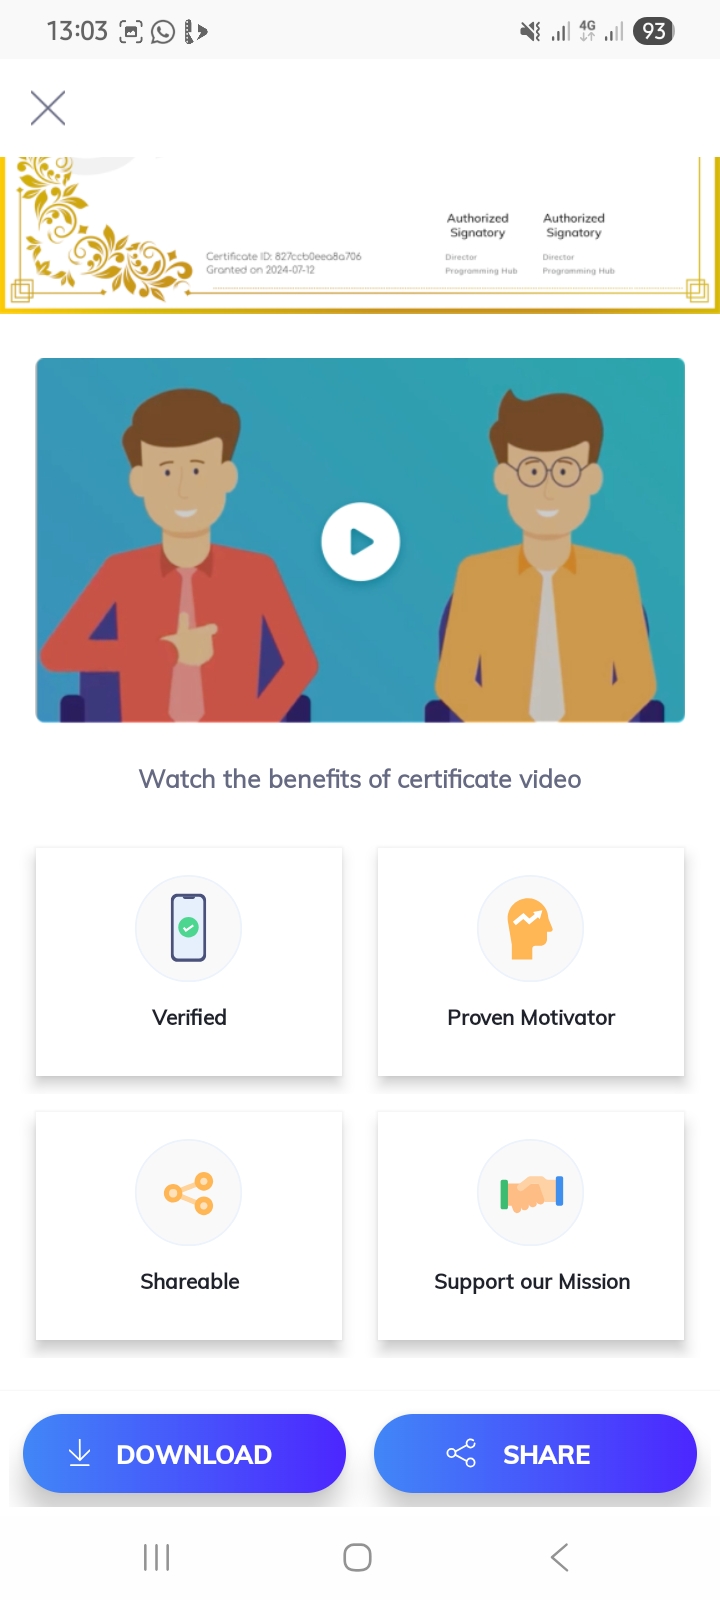 13:03
4G
93
Authorized Signatory
Authorized Signatory
Certificate ID: 827ccb0eea8a706
Granted on 2024-07-12
Director
Programming Hub
Director
Programming Hub
Watch the benefits of certificate video
Verified
Proven Motivator
Shareable
Support our Mission
DOWNLOAD
SHARE